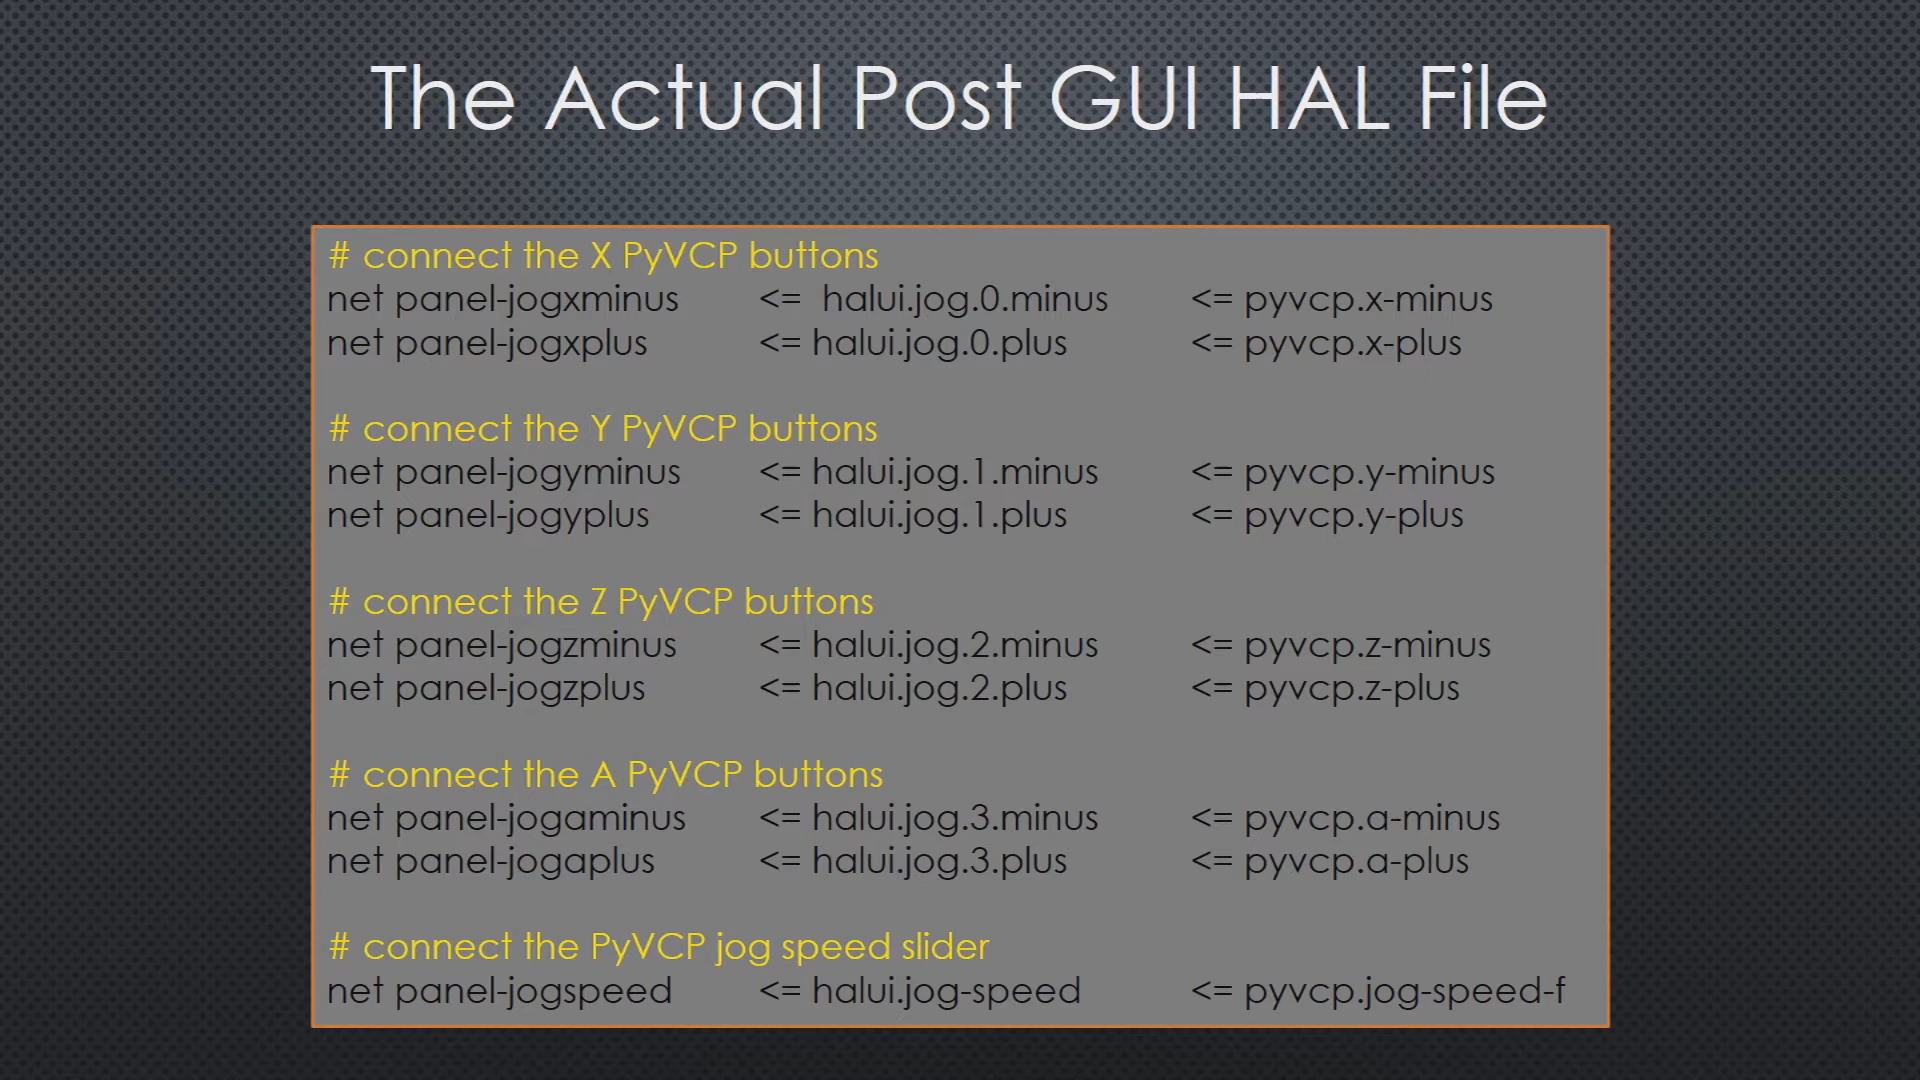 The Actual Post GUI HAL File
# connect the X PyVCP buttons
net panel-jogxminus <= halui.jog.0.minus <= pyvcp.x-minus
net panel-jogxplus <= halui.jog.0.plus <= pyvcp.x-plus
# connect the Y PyVCP buttons
net panel-jogyminus <= halui.jog.1.minus <= pyvcp.y-minus
net panel-jogyplus <= halui.jog.1.plus <= pyvcp.y-plus
# connect the Z PyVCP buttons
net panel-jogzminus <= halui.jog.2.minus <= pyvcp.z-minus
net panel-jogzplus <= halui.jog.2.plus <= pyvcp.z-plus
# connect the A PyVCP buttons
net panel-jogaminus <= halui.jog.3.minus <= pyvcp.a-minus
net panel-jogaplus <= halui.jog.3.plus <= pyvcp.a-plus
# connect the PyVCP jog speed slider
net panel-jogspeed <= halui.jog-speed <= pyvcp.jog-speed-f